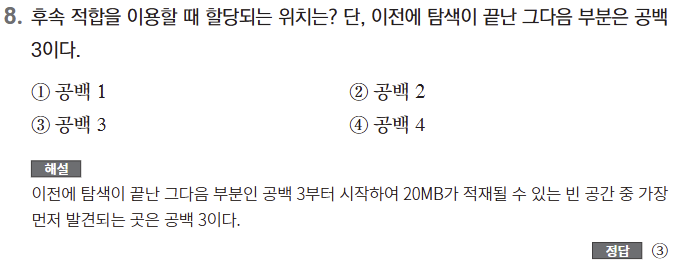 8. 후속 적합을 이용할 때 할당되는 위치는? 단, 이전에 탐색이 끝난 그다음 부분은 공백
3이다.
① 공백 1 ② 공백 2
③ 공백 3 ④ 공백 4
해설
이전에 탐색이 끝난 그다음 부분인 공백 3부터 시작하여 20MB가 적재될 수 있는 빈 공간 중 가장
먼저 발견되는 곳은 공백 3이다.
정답 ③